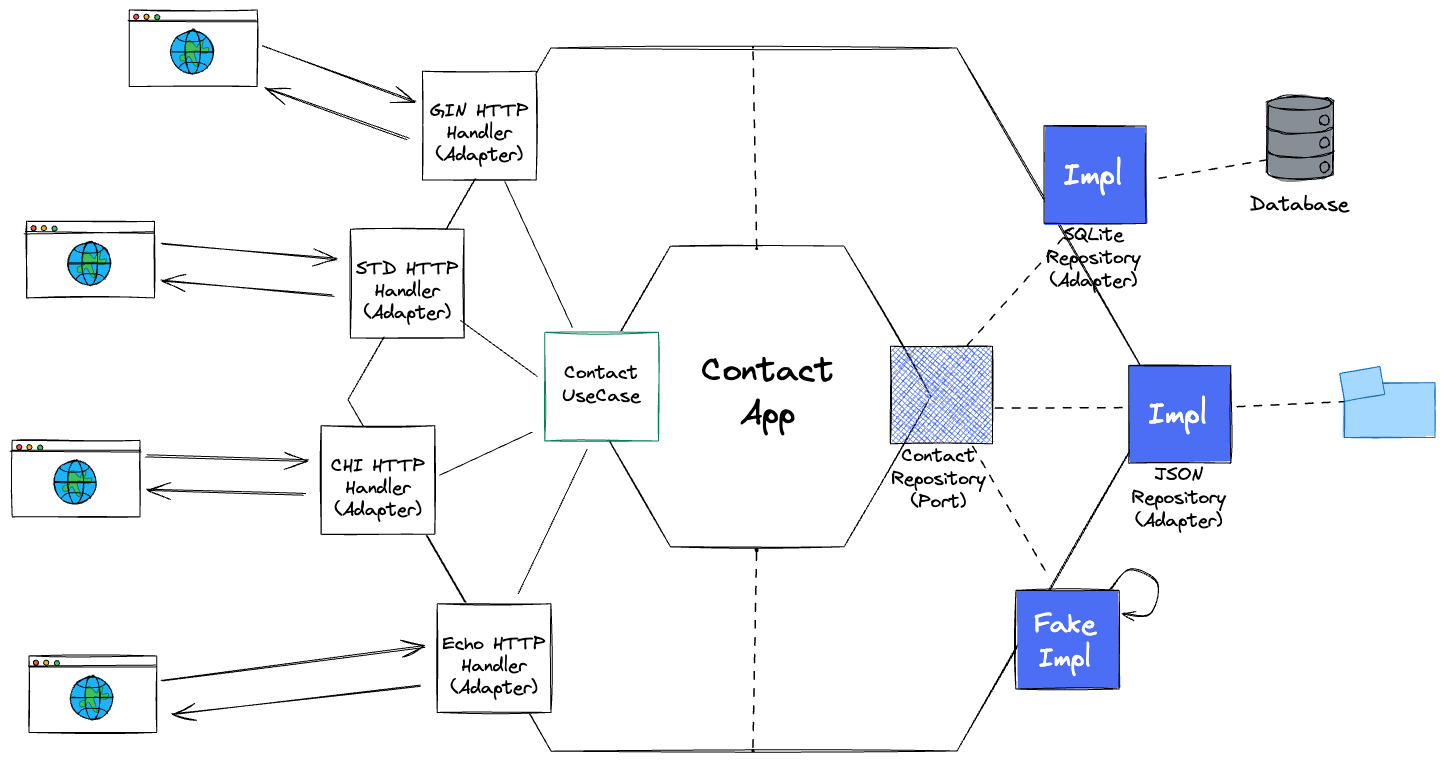 GIN HTTP
Handler
(Adapter)
STD HTTP
Handler
(Adapter)
CHI HTTP
Handler
(Adapter)
Echo HTTP
Handler
(Adapter)
Contact
UseCase
Contact
App
Contact
Repository
(Port)
Impl
SQLite
Repository
(Adapter)
Database
Impl
JSON
Repository
(Adapter)
Fake
Impl